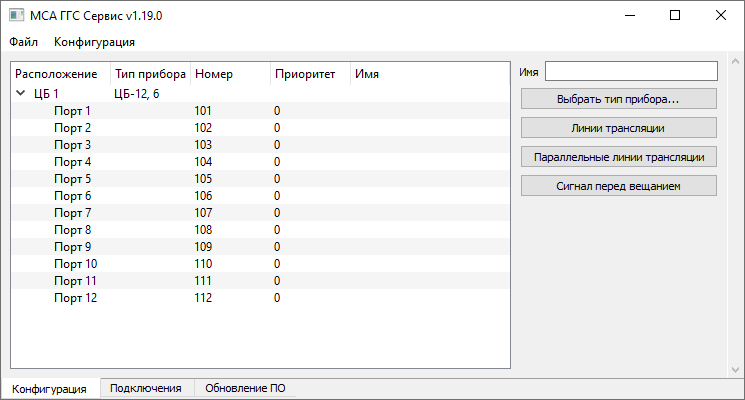 МСА ГГС Сервис v1.19.0
Файл Конфигурация
Расположение Тип прибора Номер Приоритет Имя
ЦБ 1 ЦБ-12, 6
Порт 1 101 0
Порт 2 102 0
Порт 3 103 0
Порт 4 104 0
Порт 5 105 0
Порт 6 106 0
Порт 7 107 0
Порт 8 108 0
Порт 9 109 0
Порт 10 110 0
Порт 11 111 0
Порт 12 112 0
Имя
Выбрать тип прибора...
Линии трансляции
Параллельные линии трансляции
Сигнал перед вещанием
Конфигурация Подключения Обновление ПО